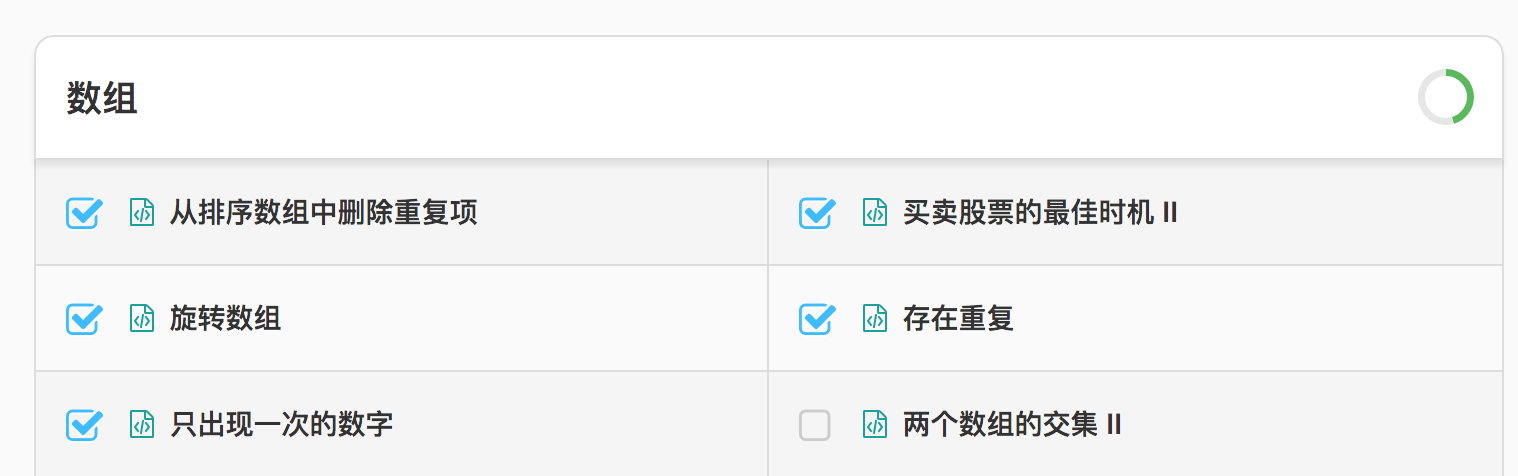 数组
从排序数组中删除重复项
买卖股票的最佳时机 II
旋转数组
存在重复
只出现一次的数字
两个数组的交集 II